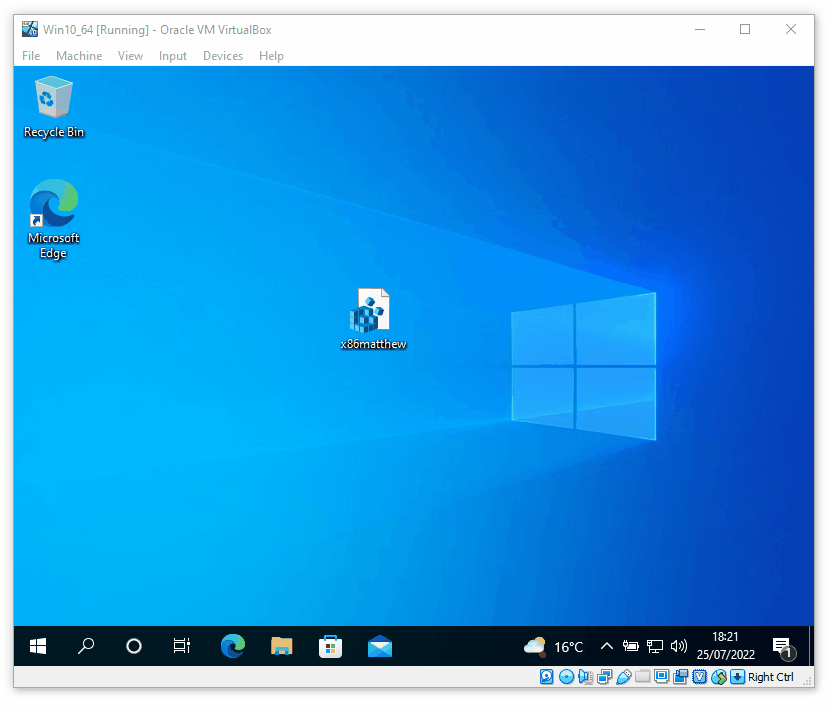 Win10_64 [Running] - Oracle VM VirtualBox
File Machine View Input Devices Help
Recycle Bin
Microsoft
Edge
x86matthew
16°C
18:21
25/07/2022
1
Right Ctrl